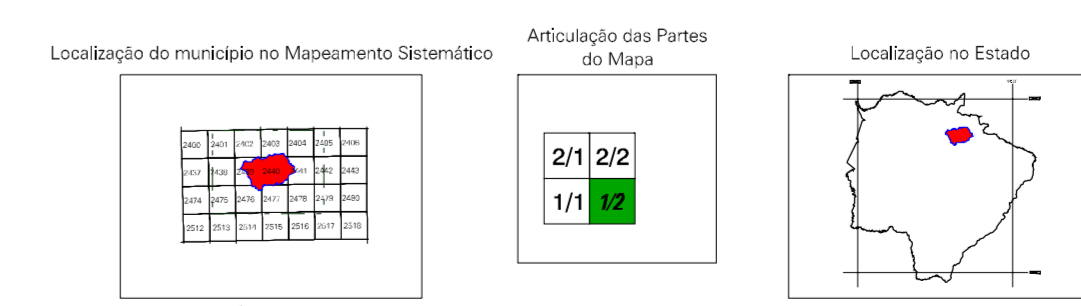 Localização do município no Mapeamento Sistemático
Articulação das Partes
do Mapa
Localização no Estado
2400 2401 2402 2403 2404 2405 2406
2437 2438 2440 2442 2443
2474 2475 2476 2477 2478 2479 2480
2512 2513 2514 2515 2516 2517 2518
2/1 2/2
1/1 1/2